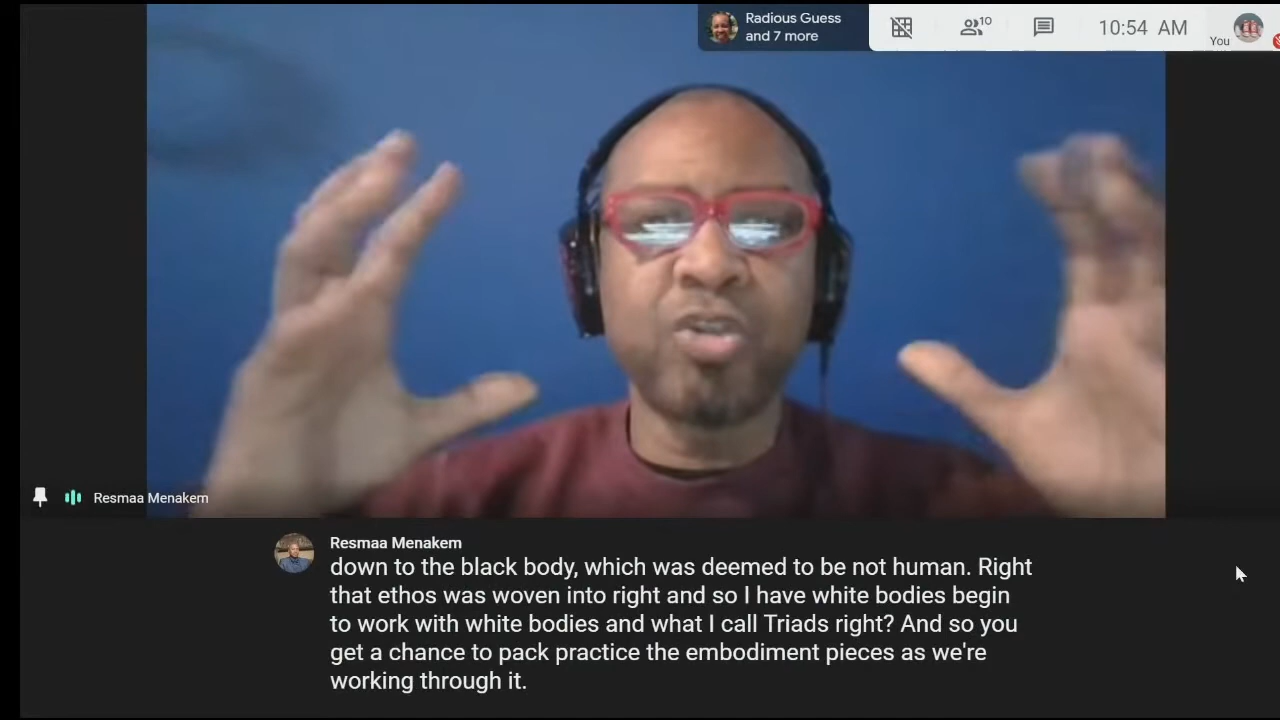 Radious Guess
and 7 more
10
10:54 AM
You
Resmaa Menakem
Resmaa Menakem
down to the black body, which was deemed to be not human. Right
that ethos was woven into right and so I have white bodies begin
to work with white bodies and what I call Triads right? And so you
get a chance to pack practice the embodiment pieces as we're
working through it.